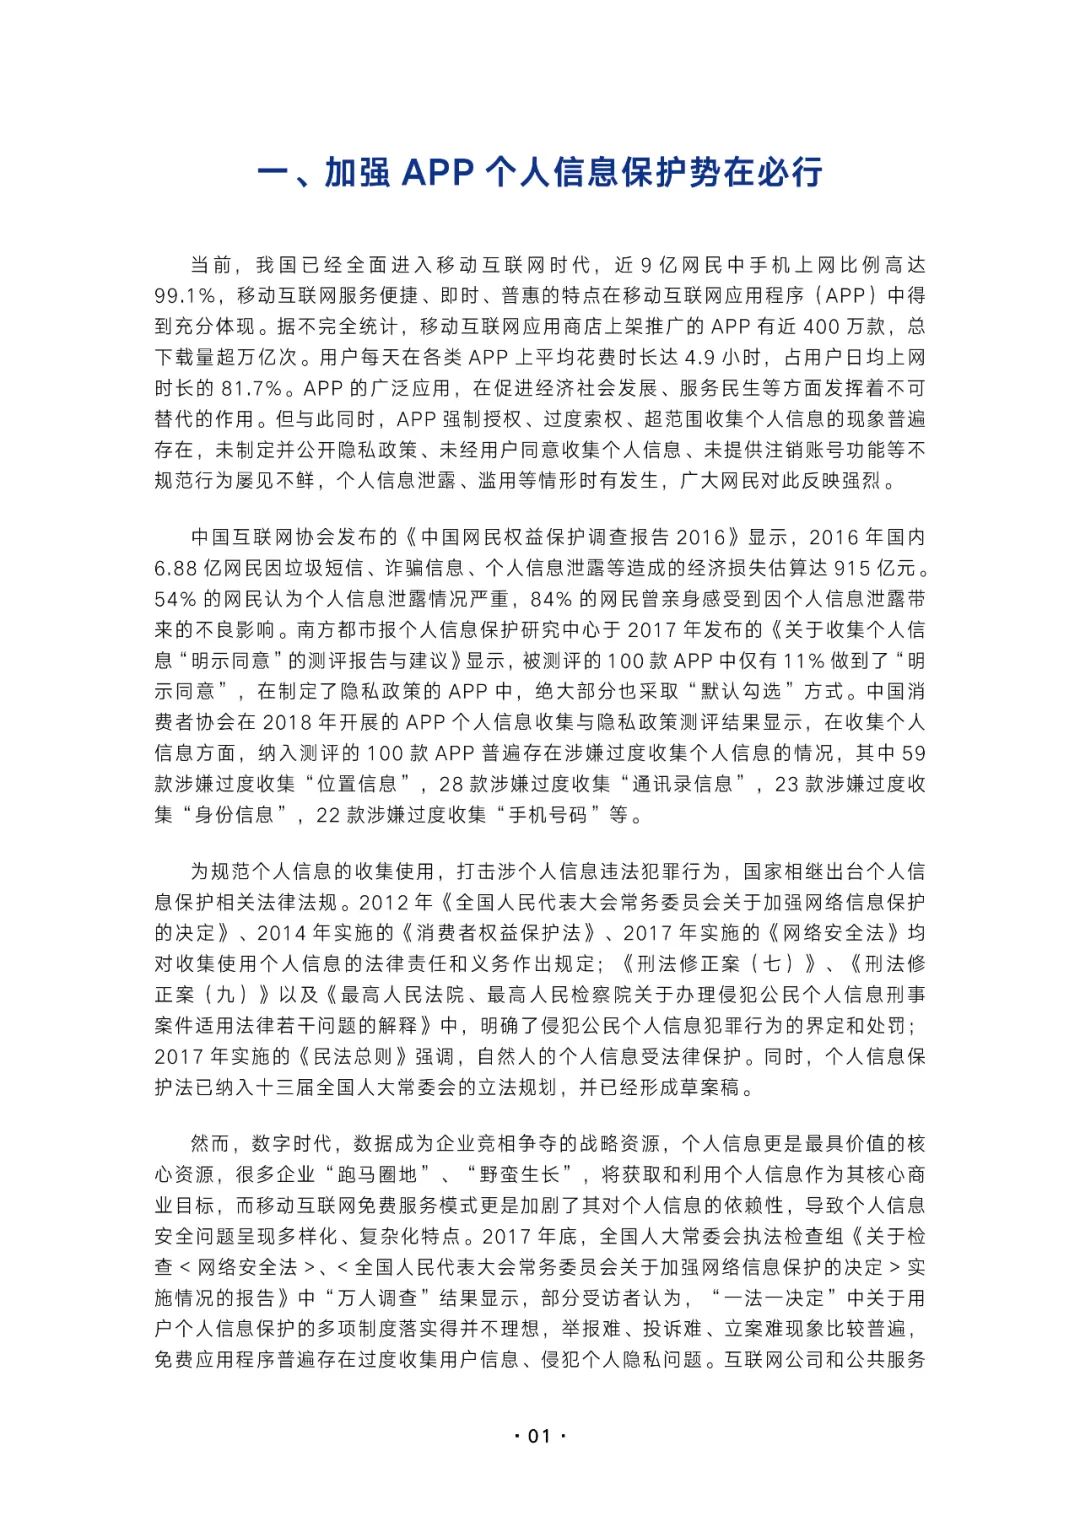 一、加强 APP 个人信息保护势在必行
当前，我国已经全面进入移动互联网时代，近 9 亿网民中手机上网比例高达
99.1%，移动互联网服务便捷、即时、普惠的特点在移动互联网应用程序（APP）中得
到充分体现。据不完全统计，移动互联网应用商店上架推广的 APP 有近 400 万款，总
下载量超万亿次。用户每天在各类 APP 上平均花费时长达 4.9 小时，占用户日均上网
时长的 81.7%。APP 的广泛应用，在促进经济社会发展、服务民生等方面发挥着不可
替代的作用。但与此同时，APP 强制授权、过度索权、超范围收集个人信息的现象普遍
存在，未制定并公开隐私政策、未经用户同意收集个人信息、未提供注销账号功能等不
规范行为屡见不鲜，个人信息泄露、滥用等情形时有发生，广大网民对此反映强烈。
中国互联网协会发布的《中国网民权益保护调查报告 2016》显示，2016 年国内
6.88 亿网民因垃圾短信、诈骗信息、个人信息泄露等造成的经济损失估算达 915 亿元。
54% 的网民认为个人信息泄露情况严重，84% 的网民曾亲身感受到因个人信息泄露带
来的不良影响。南方都市报个人信息保护研究中心于 2017 年发布的《关于收集个人信
息“明示同意”的测评报告与建议》显示，被测评的 100 款 APP 中仅有 11% 做到了“明
示同意”，在制定了隐私政策的 APP 中，绝大部分也采取“默认勾选”方式。中国消
费者协会在 2018 年开展的 APP 个人信息收集与隐私政策测评结果显示，在收集个人
信息方面，纳入测评的 100 款 APP 普遍存在涉嫌过度收集个人信息的情况，其中 59
款涉嫌过度收集“位置信息”，28 款涉嫌过度收集“通讯录信息”，23 款涉嫌过度收
集“身份信息”，22 款涉嫌过度收集“手机号码”等。
为规范个人信息的收集使用，打击涉个人信息违法犯罪行为，国家相继出台个人信
息保护相关法律法规。2012 年《全国人民代表大会常务委员会关于加强网络信息保护
的决定》、2014 年实施的《消费者权益保护法》、2017 年实施的《网络安全法》均
对收集使用个人信息的法律责任和义务作出规定；《刑法修正案（七）》、《刑法修
正案（九）》以及《最高人民法院、最高人民检察院关于办理侵犯公民个人信息刑事
案件适用法律若干问题的解释》中，明确了侵犯公民个人信息犯罪行为的界定和处罚；
2017 年实施的《民法总则》强调，自然人的个人信息受法律保护。同时，个人信息保
护法已纳入十三届全国人大常委会的立法规划，并已经形成草案稿。
然而，数字时代，数据成为企业竞相争夺的战略资源，个人信息更是最具价值的核
心资源，很多企业“跑马圈地”、“野蛮生长”，将获取和利用个人信息作为其核心商
业目标，而移动互联网免费服务模式更是加剧了其对个人信息的依赖性，导致个人信息
安全问题呈现多样化、复杂化特点。2017 年底，全国人大常委会执法检查组《关于检
查 < 网络安全法 >、< 全国人民代表大会常务委员会关于加强网络信息保护的决定 > 实
施情况的报告》中“万人调查”结果显示，部分受访者认为，“一法一决定”中关于用
户个人信息保护的多项制度落实得并不理想，举报难、投诉难、立案难现象比较普遍，
免费应用程序普遍存在过度收集用户信息、侵犯个人隐私问题。互联网公司和公共服务
· 01 ·